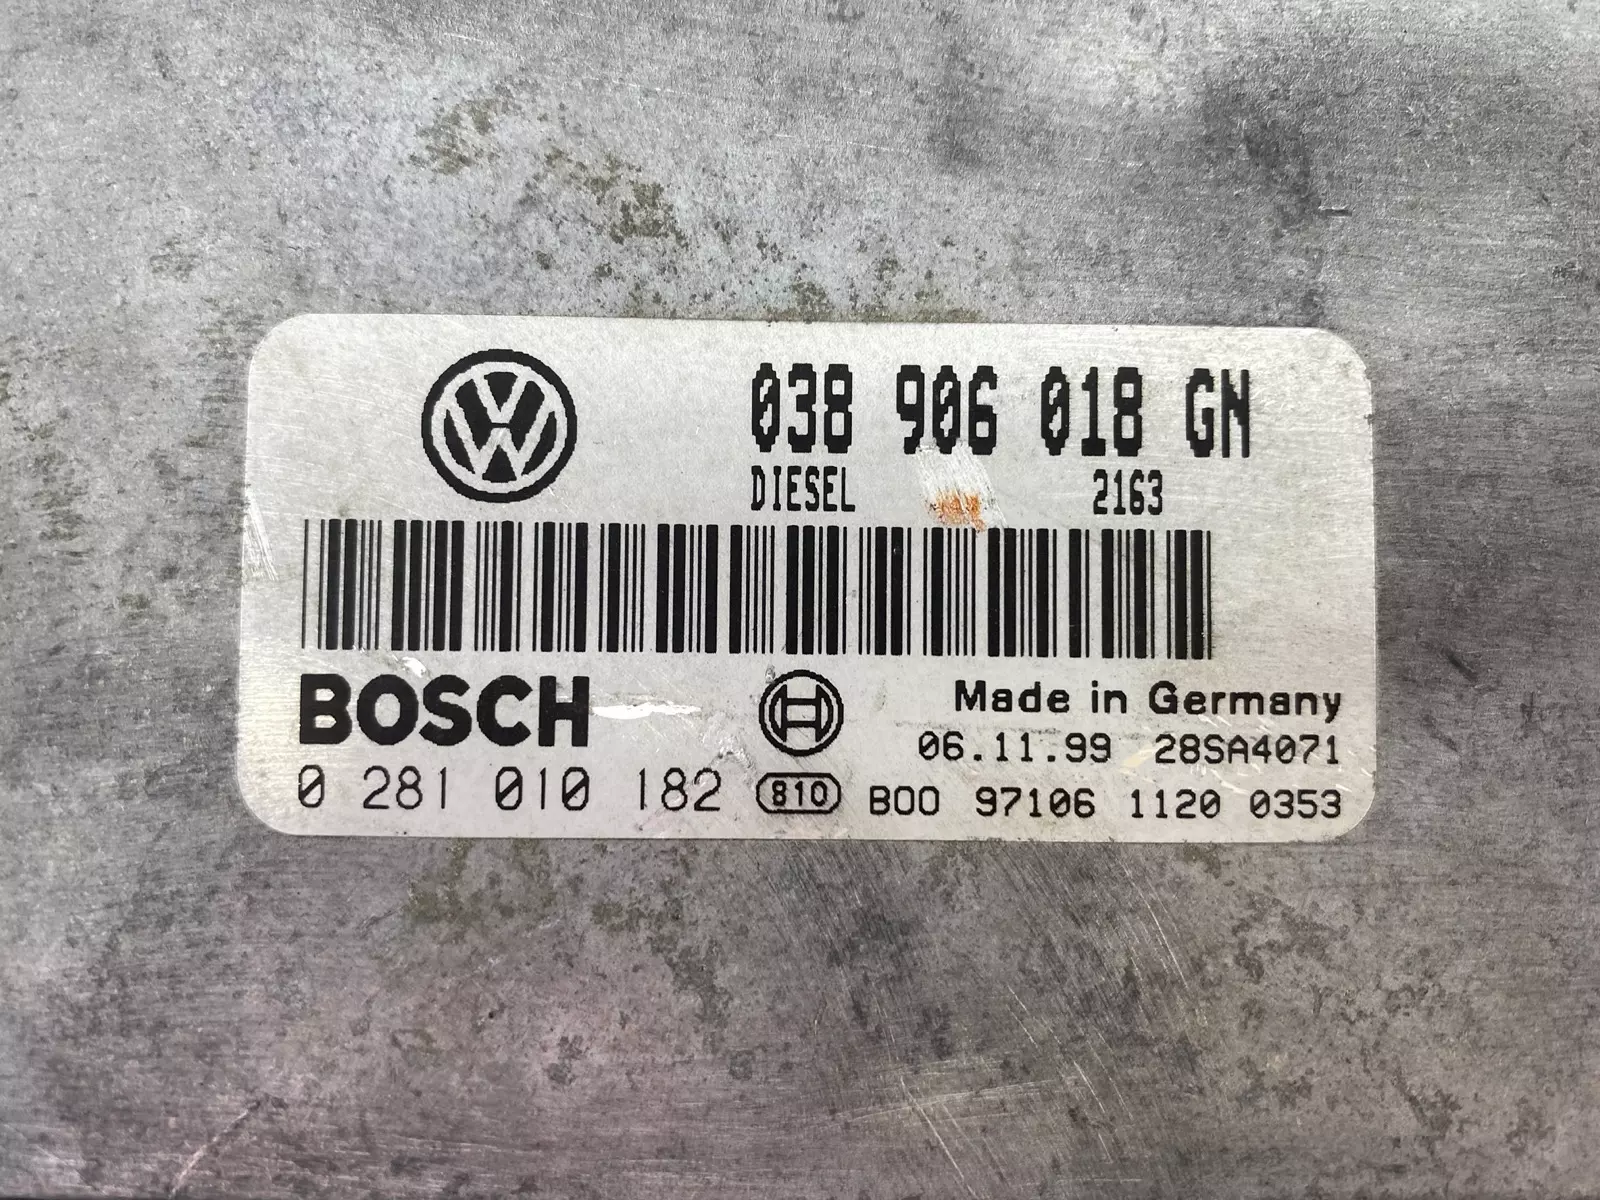 038 906 018 GN
DIESEL 2163
BOSCH
Made in Germany
06.11.99 28SA4071
0 281 010 182 810 B00 97106 1120 0353